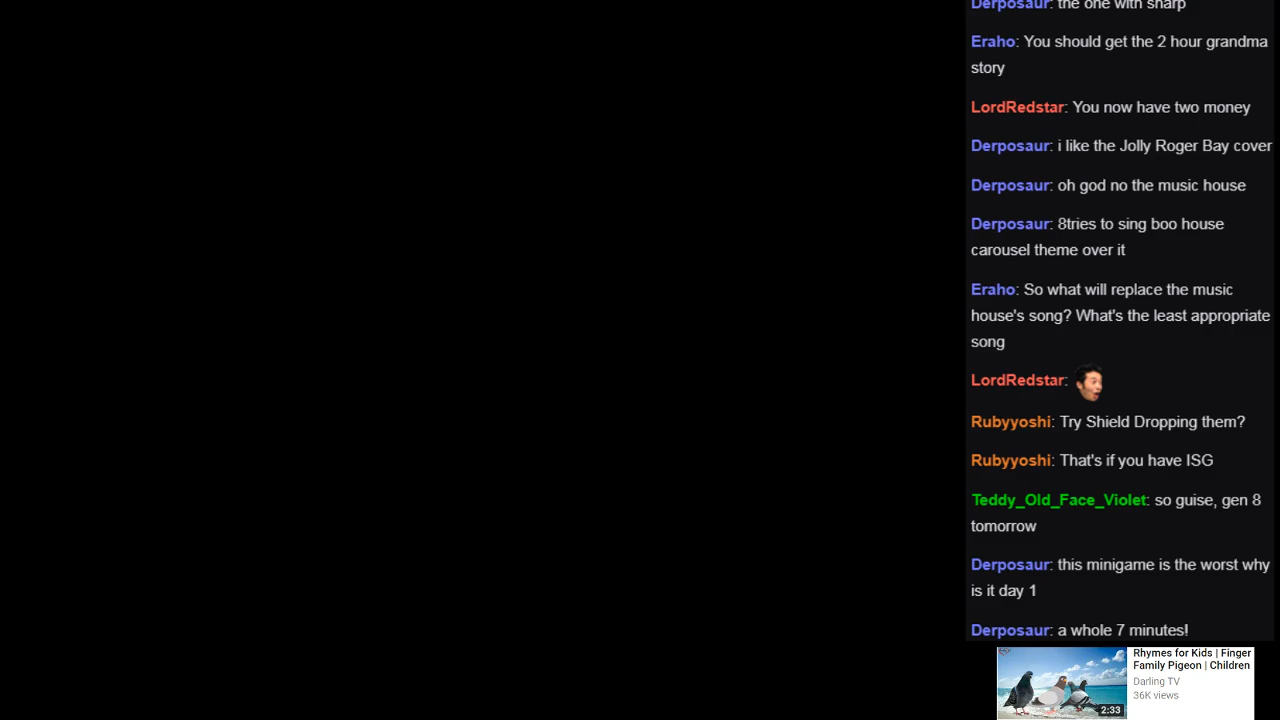 Derposaur: the one with sharp
Eraho: You should get the 2 hour grandma
story
LordRedstar: You now have two money
Derposaur: i like the Jolly Roger Bay cover
Derposaur: oh god no the music house
Derposaur: 8tries to sing boo house
carousel theme over it
Eraho: So what will replace the music
house's song? What's the least appropriate
song
LordRedstar:
Rubyyoshi: Try Shield Dropping them?
Rubyyoshi: That's if you have ISG
Teddy_Old_Face_Violet: so guise, gen 8
tomorrow
Derposaur: this minigame is the worst why
is it day 1
Derposaur: a whole 7 minutes!
Rhymes for Kids | Finger
Family Pigeon | Children
Darling TV
36K views
2:33